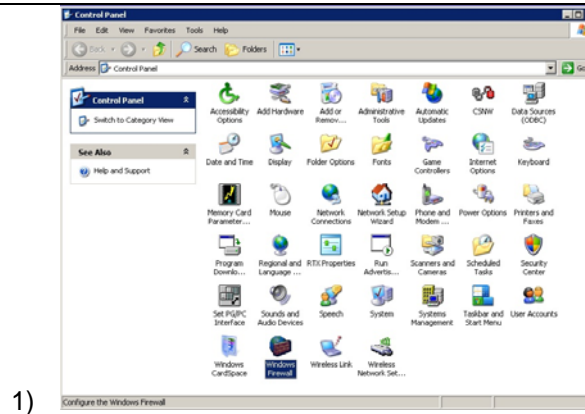 Control Panel
File Edit View Favorites Tools Help
Back Search Folders
Address Control Panel Go
Control Panel
Switch to Category View
See Also
Help and Support
Accessibility Options
Add Hardware
Add or Remov...
Administrative Tools
Automatic Updates
CSNW
Data Sources (ODBC)
Date and Time
Display
Folder Options
Fonts
Game Controllers
Internet Options
Keyboard
Memory Card Parameter...
Mouse
Network Connections
Network Setup Wizard
Phone and Modem ...
Power Options
Printers and Faxes
Program Downlo...
Regional and Language ...
RTX Properties
Run Advertis...
Scanners and Cameras
Scheduled Tasks
Security Center
Set PG/PC Interface
Sounds and Audio Devices
Speech
System
Systems Management
Taskbar and Start Menu
User Accounts
Windows CardSpace
Windows Firewall
Wireless Link
Wireless Network Set...
1)
Configure the Windows Firewall